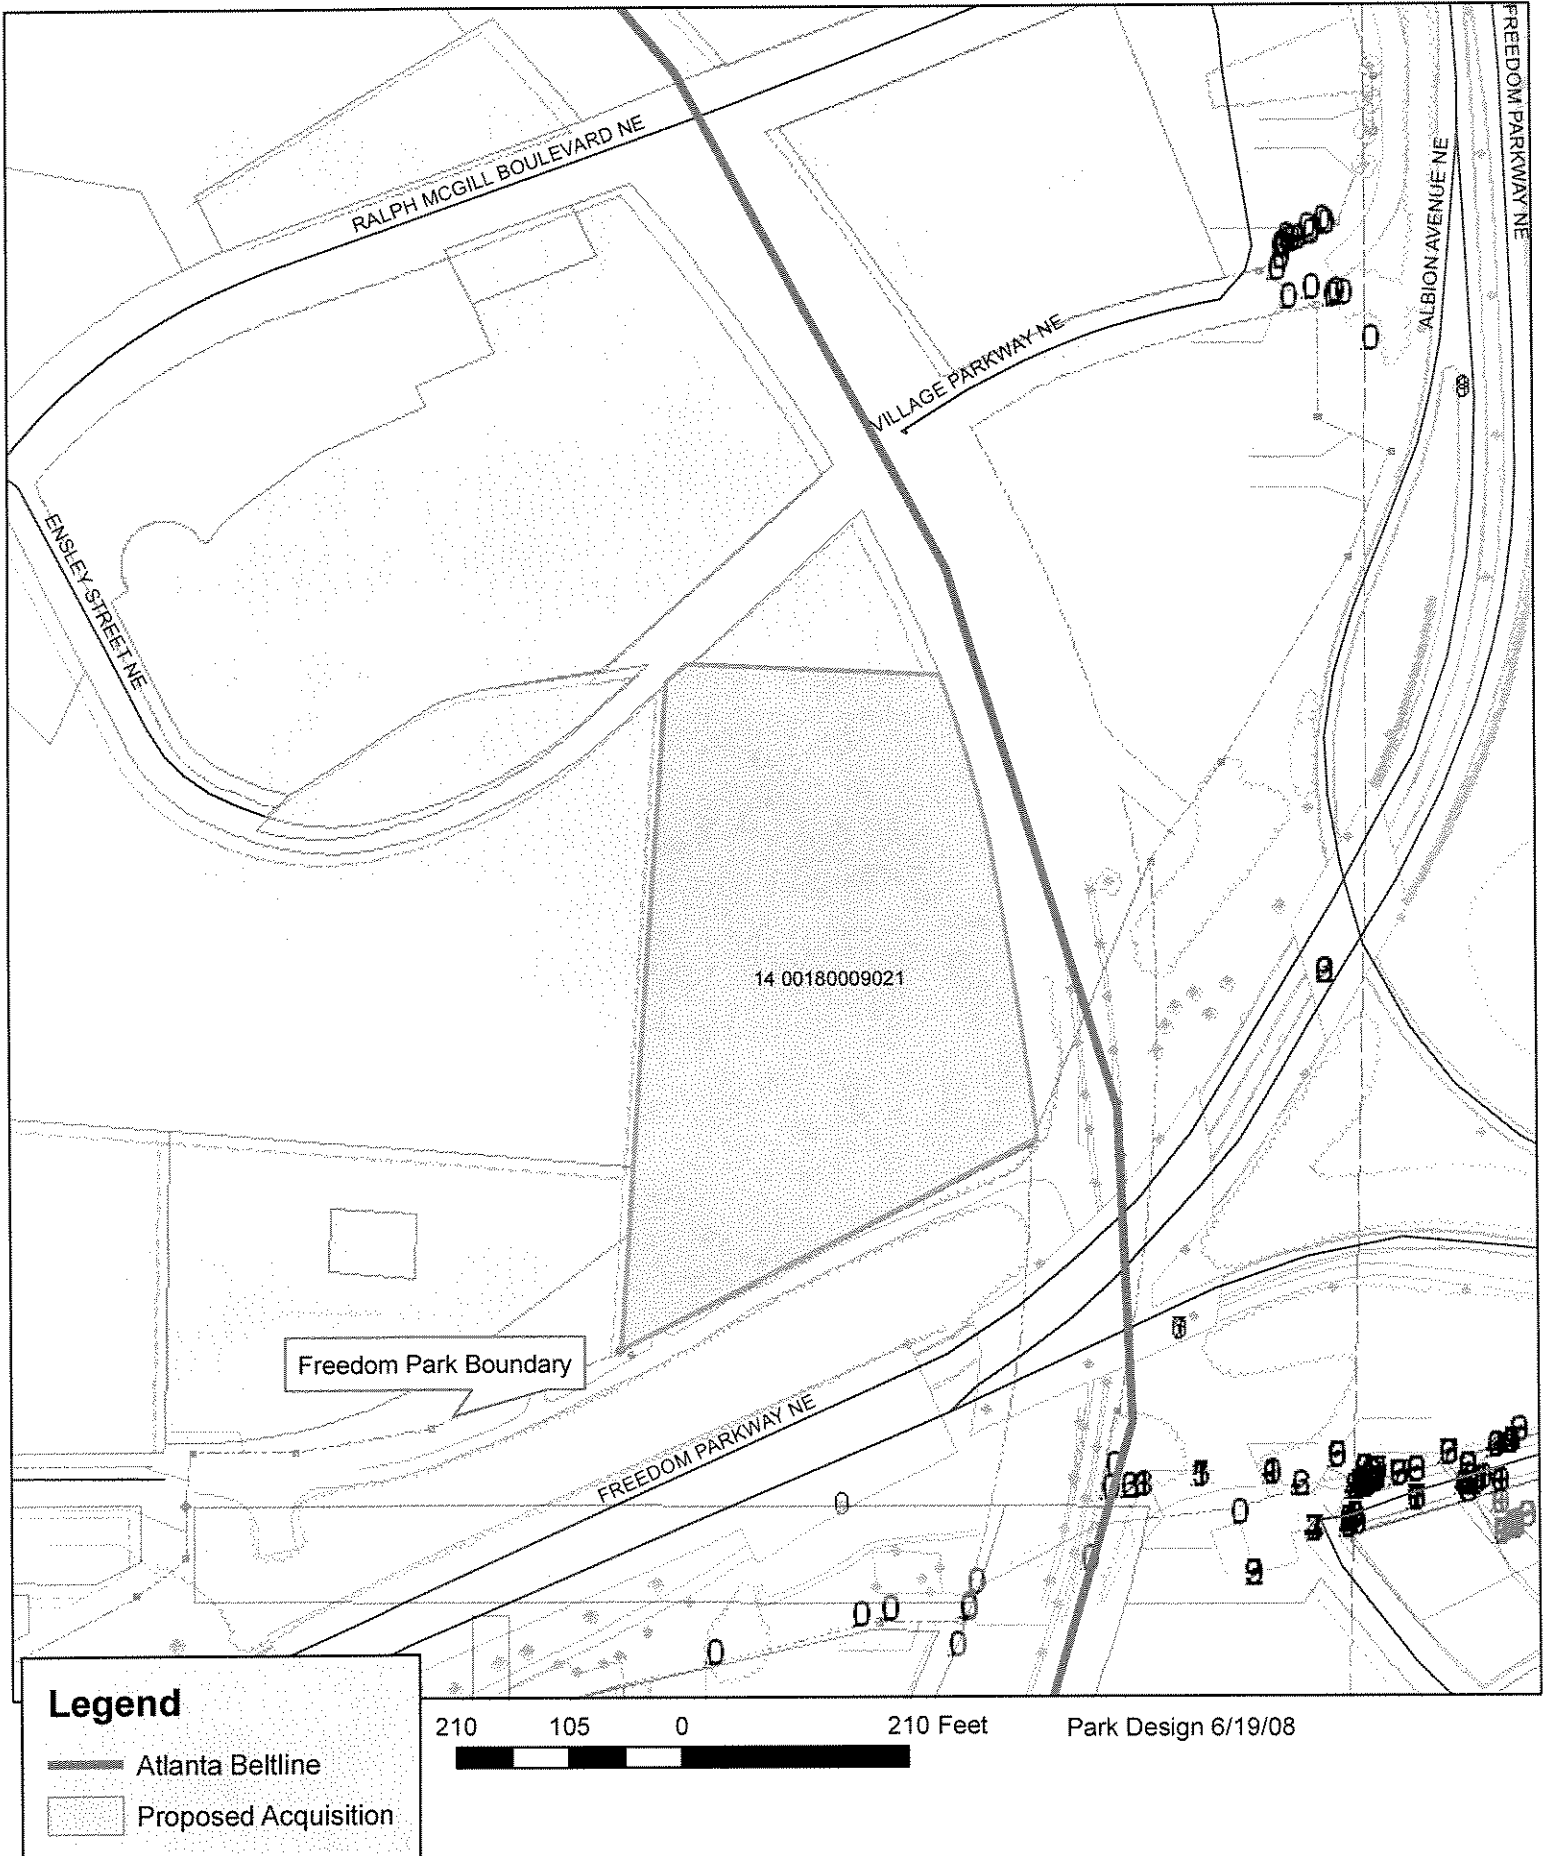 FREEDOM PARKWAY NE
RALPH MCGILL BOULEVARD NE
ALBION AVENUE NE
VILLAGE PARKWAY NE
ENSLEY STREET NE
14 00180009021
Freedom Park Boundary
FREEDOM PARKWAY NE
Legend
Atlanta Beltline
Proposed Acquisition
210 105 0 210 Feet
Park Design 6/19/08